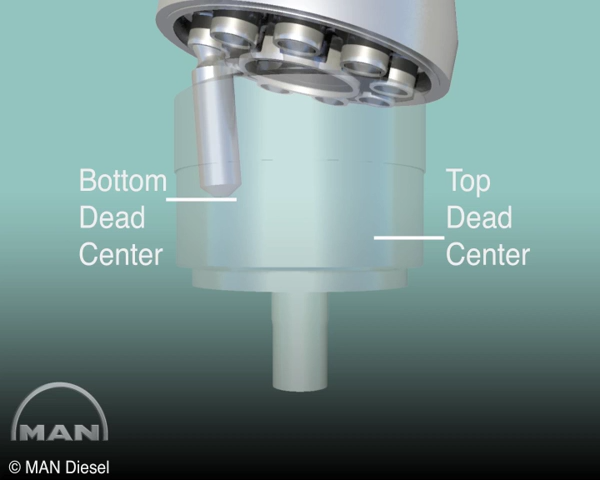 Bottom
Dead
Center
Top
Dead
Center
MAN
© MAN Diesel